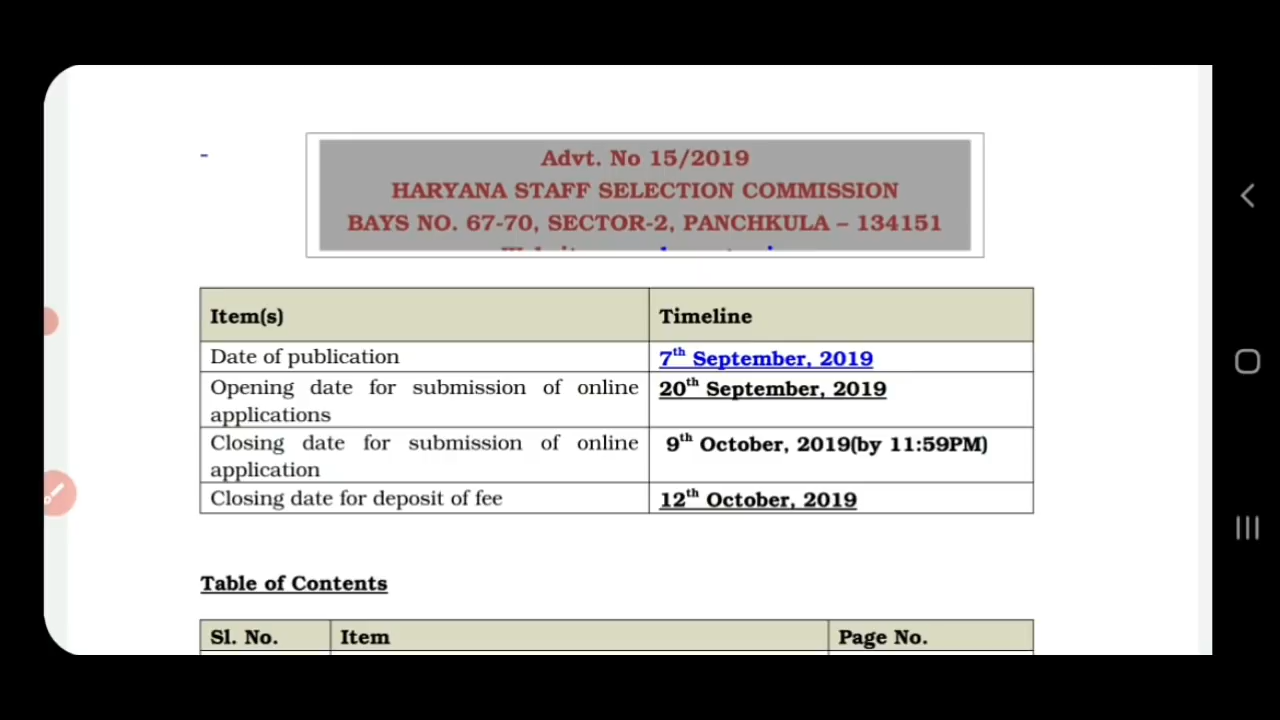 Advt. No 15/2019
HARYANA STAFF SELECTION COMMISSION
BAYS NO. 67-70, SECTOR-2, PANCHKULA – 134151
Item(s) Timeline
Date of publication 7th September, 2019
Opening date for submission of online
applications 20th September, 2019
Closing date for submission of online
application 9th October, 2019(by 11:59PM)
Closing date for deposit of fee 12th October, 2019
Table of Contents
Sl. No. Item Page No.